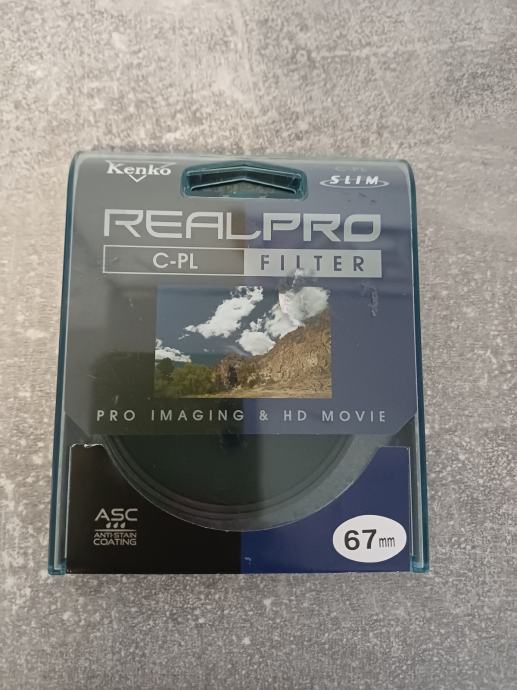 Kenko
SLIM
REALPRO
C-PL FILTER
PRO IMAGING & HD MOVIE
ASC
ANTI-STAIN
COATING
67mm